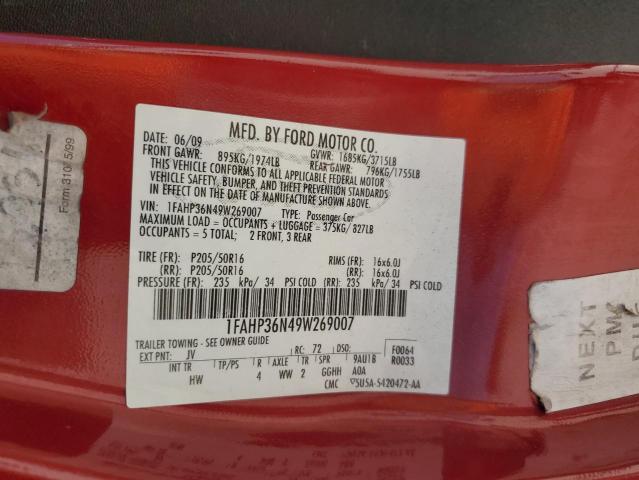 MFD. BY FORD MOTOR CO.
DATE: 06/09
GVWR: 1685KG/3715LB
FRONT GAWR: 895KG/1974LB
REAR GAWR: 796KG/1755LB
THIS VEHICLE CONFORMS TO ALL APPLICABLE FEDERAL MOTOR
VEHICLE SAFETY, BUMPER, AND THEFT PREVENTION STANDARDS
IN EFFECT ON THE DATE OF MANUFACTURE SHOWN ABOVE.
VIN: 1FAHP36N49W269007 TYPE: Passenger Car
MAXIMUM LOAD = OCCUPANTS + LUGGAGE = 375KG/ 827LB
OCCUPANTS = 5 TOTAL; 2 FRONT, 3 REAR
TIRE (FR): P205/50R16 RIMS (FR): 16x6.0J
(RR): P205/50R16 (RR): 16x6.0J
PRESSURE (FR): 235 kPa/ 34 PSI COLD (RR): 235 kPa/ 34 PSI COLD
1FAHP36N49W269007
TRAILER TOWING - SEE OWNER GUIDE
EXT PNT: JV RC: 72 DSO: F0064
R0033
INT TR TP/PS R AXLE TR SPR 9AU1B
HW 4 WW 2 GGHH A0A
CMC 5U5A-5420472-AA
NEXT